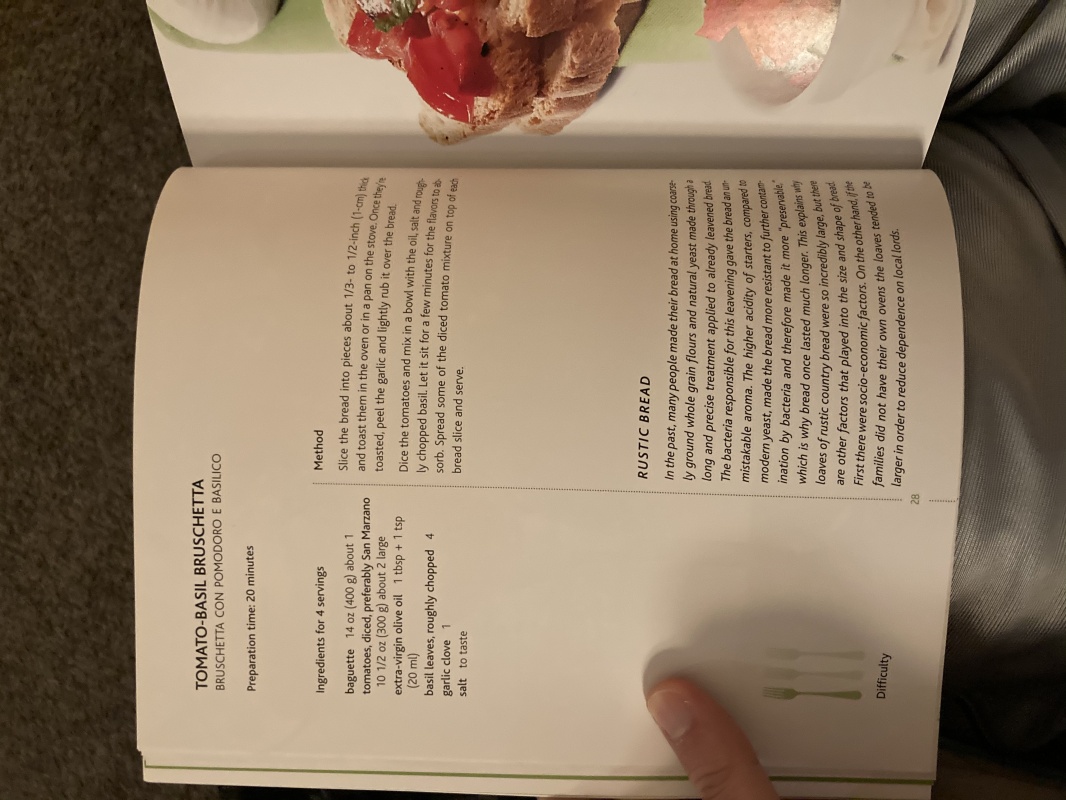 TOMATO-BASIL BRUSCHETTA
BRUSCHETTA CON POMODORO E BASILICO
Preparation time: 20 minutes
Ingredients for 4 servings
baguette 14 oz (400 g) about 1
tomatoes, diced, preferably San Marzano
10 1/2 oz (300 g) about 2 large
extra-virgin olive oil 1 tbsp + 1 tsp
(20 ml)
basil leaves, roughly chopped 4
garlic clove 1
salt to taste
Difficulty
Method
Slice the bread into pieces about 1/3- to 1/2-inch (1-cm) thick
and toast them in the oven or in a pan on the stove. Once they're
toasted, peel the garlic and lightly rub it over the bread.
Dice the tomatoes and mix in a bowl with the oil, salt and rough-
ly chopped basil. Let it sit for a few minutes for the flavors to ab-
sorb. Spread some of the diced tomato mixture on top of each
bread slice and serve.
RUSTIC BREAD
In the past, many people made their bread at home using coarse-
ly ground whole grain flours and natural yeast made through a
long and precise treatment applied to already leavened bread.
The bacteria responsible for this leavening gave the bread an un-
mistakable aroma. The higher acidity of starters, compared to
modern yeast, made the bread more resistant to further contam-
ination by bacteria and therefore made it more "preservable,"
which is why bread once lasted much longer. This explains why
loaves of rustic country bread were so incredibly large, but there
are other factors that played into the size and shape of bread.
First there were socio-economic factors. On the other hand, if the
families did not have their own ovens the loaves tended to be
larger in order to reduce dependence on local lords.
28